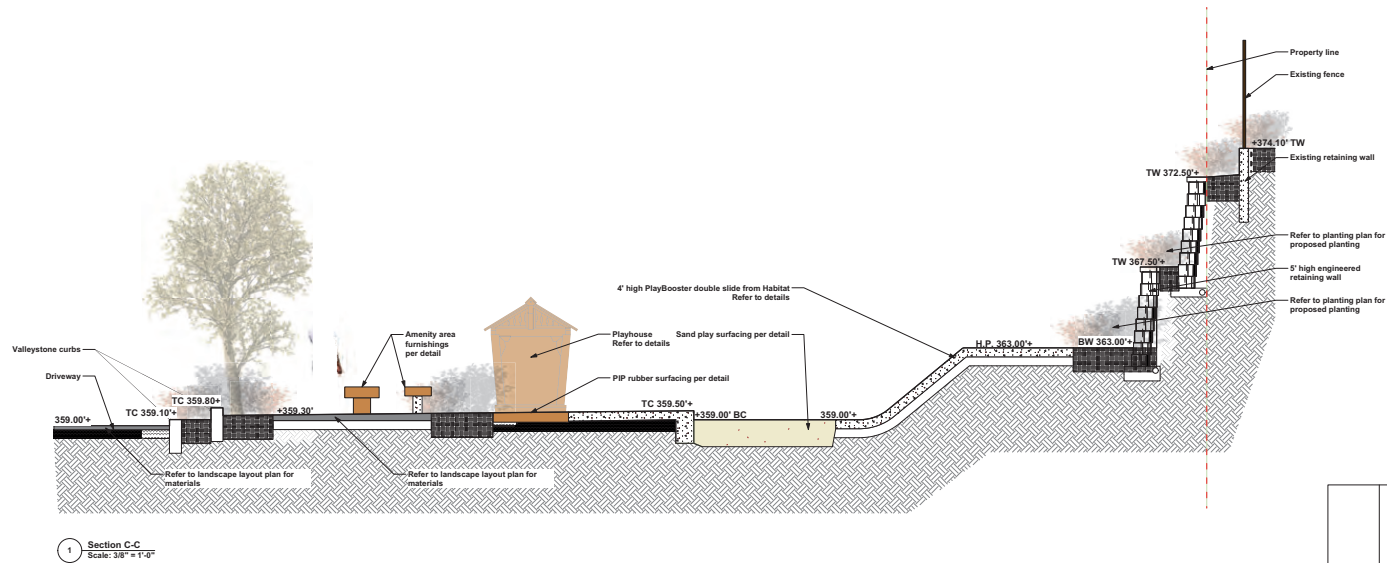 Property line
Existing fence
+374.10' TW
Existing retaining wall
TW 372.50'+
Refer to planting plan for
proposed planting
TW 367.50'+
5' high engineered
retaining wall
4' high PlayBooster double slide from Habitat
Refer to details
Refer to planting plan for
proposed planting
Amenity area
furnishings
per detail
Playhouse
Refer to details
Sand play surfacing per detail
H.P. 363.00'+
BW 363.00'+
Valleystone curbs
Driveway
PIP rubber surfacing per detail
TC 359.80+
TC 359.50'+
359.00'+
TC 359.10'+
+359.30'
+359.00' BC
359.00'+
Refer to landscape layout plan for
materials
Refer to landscape layout plan for
materials
1
Section C-C
Scale: 3/8" = 1'-0"